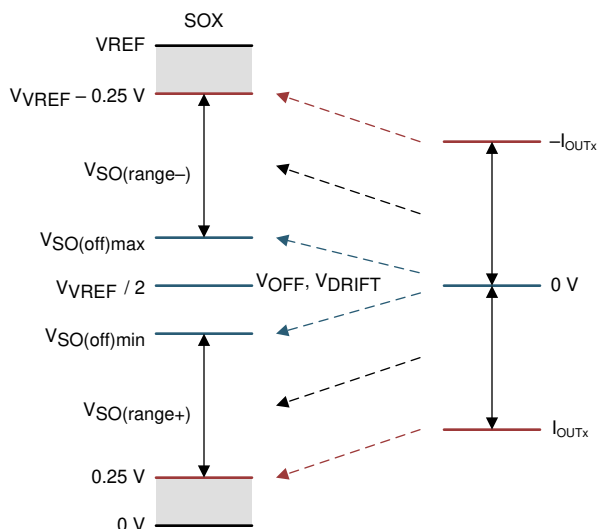 SOX
VREF
VVREF – 0.25 V
–IOUTx
VSO(range–)
VSO(off)max
VVREF / 2
VOFF, VDRIFT
0 V
VSO(off)min
VSO(range+)
IOUTx
0.25 V
0 V